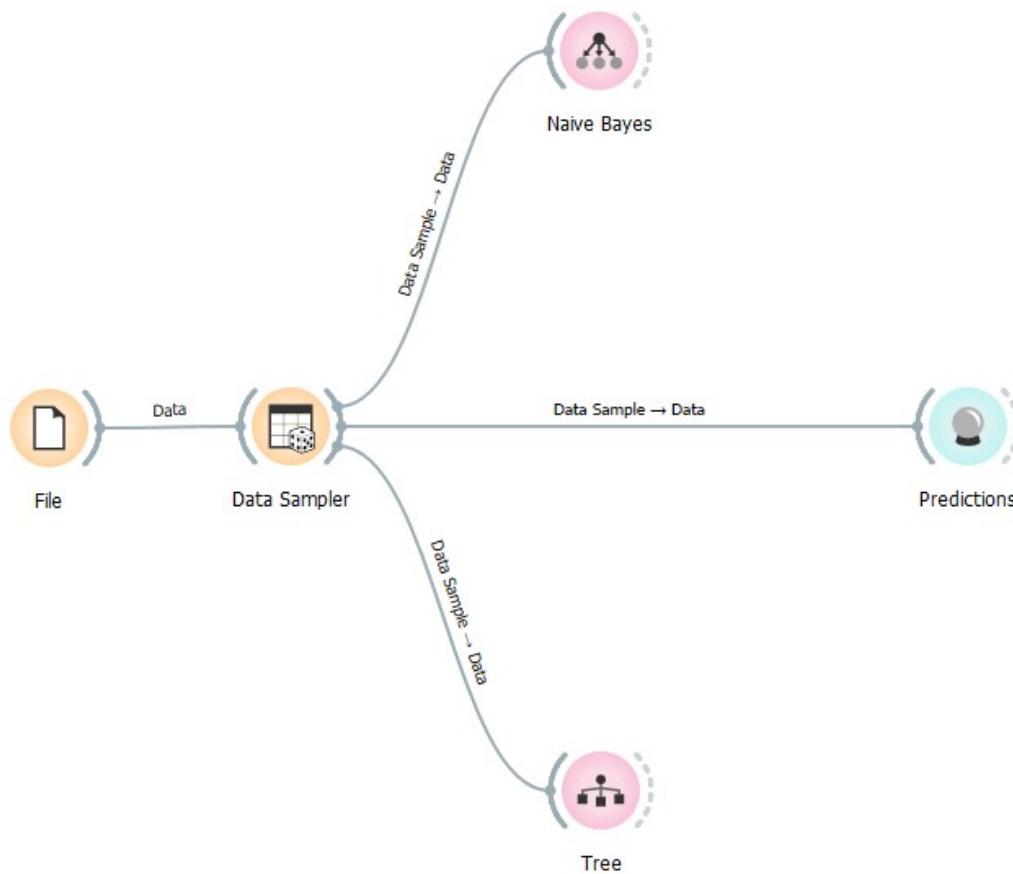 Naive Bayes
Data Sample → Data
Data
Data Sample → Data
File
Data Sampler
Predictions
Data Sample → Data
Tree